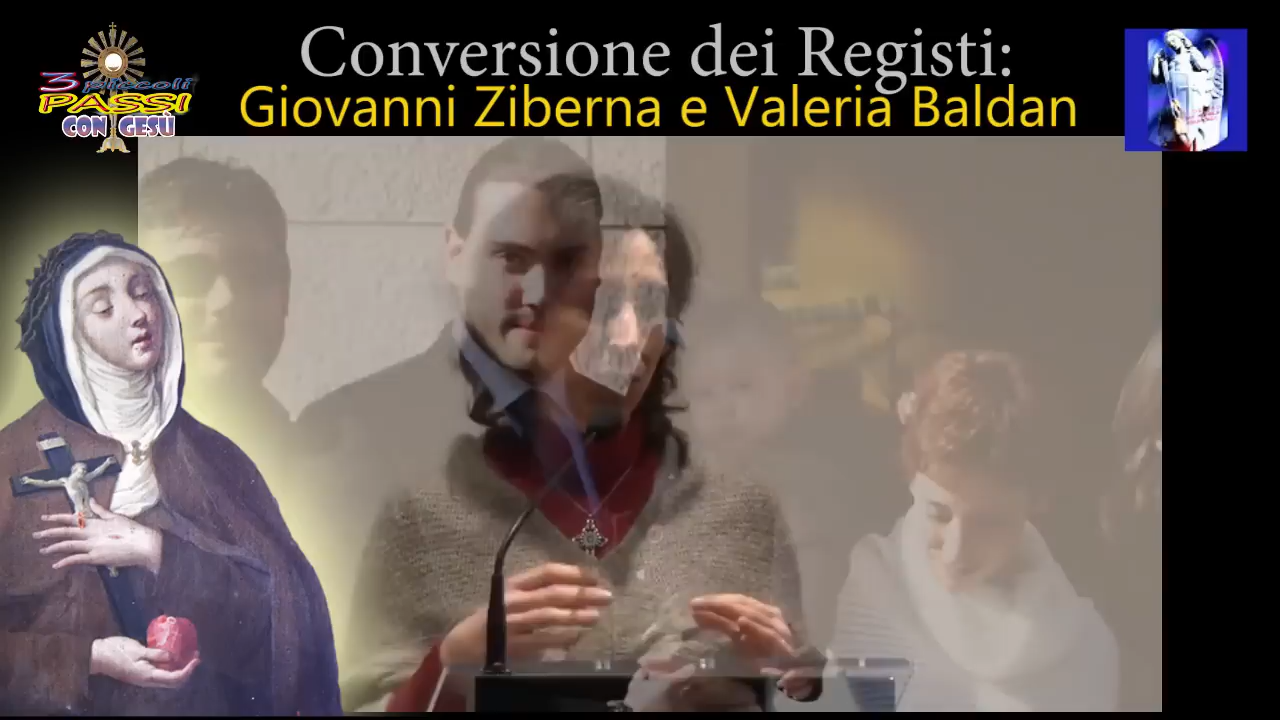 Conversione dei Registi:
Giovanni Ziberna e Valeria Baldan
3 piccoli
PASSI
CON GESÙ